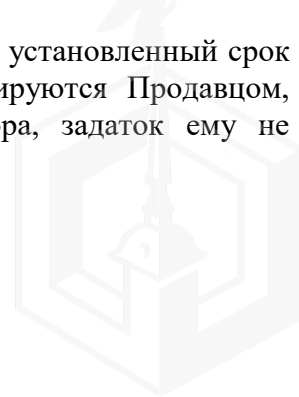 установленный срок
ируются Продавцом,
ра, задаток ему не